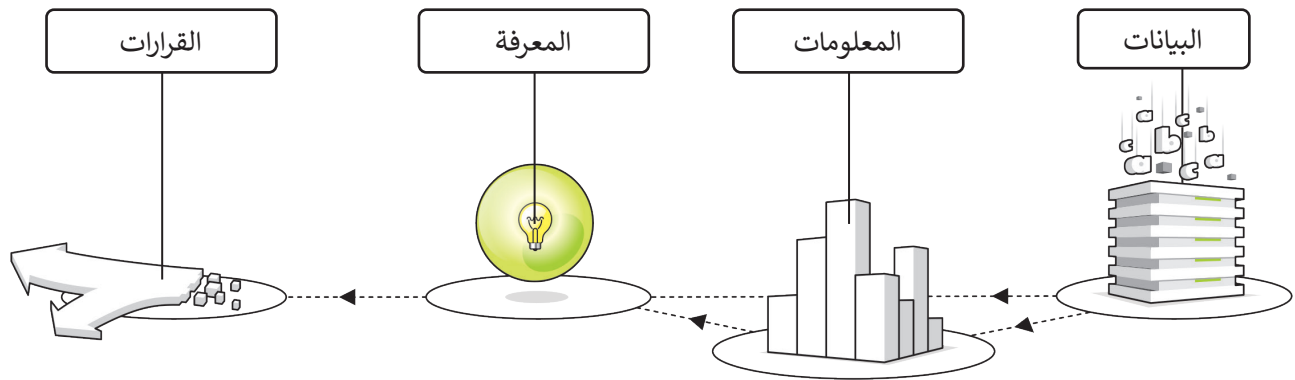 البيانات
المعلومات
المعرفة
القرارات
a
c
b
b
c
a
c
a